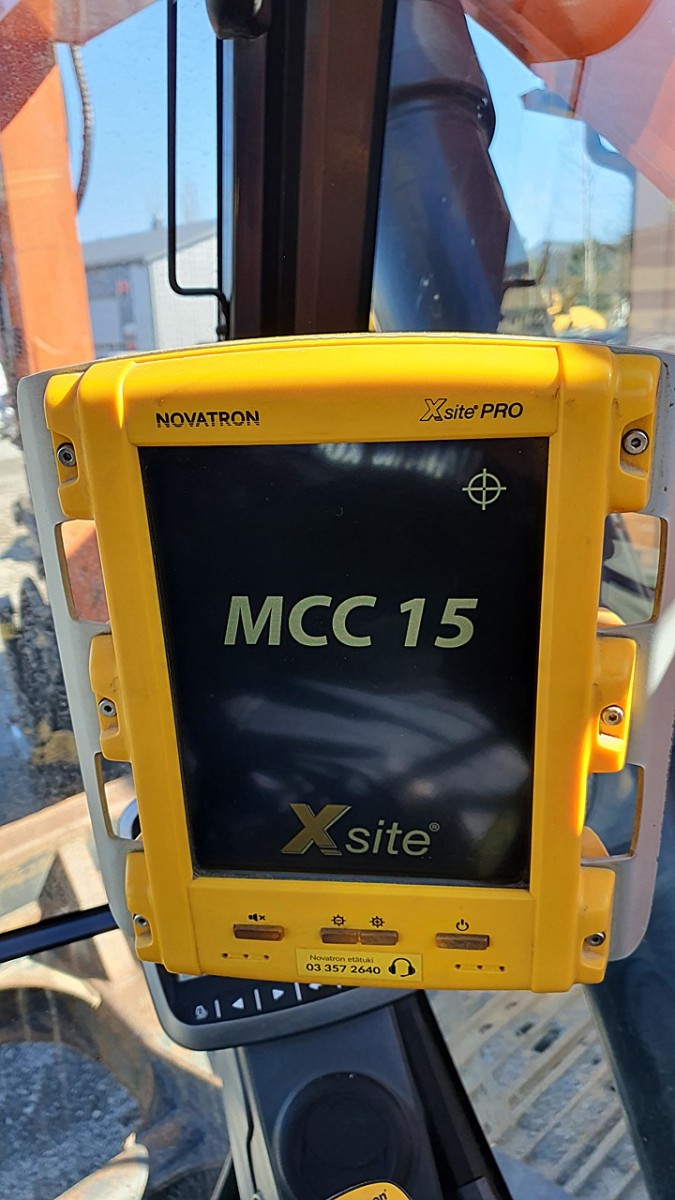 NOVATRON
Xsite® PRO
MCC 15
Xsite®
Novatron etätuki
03 357 2640